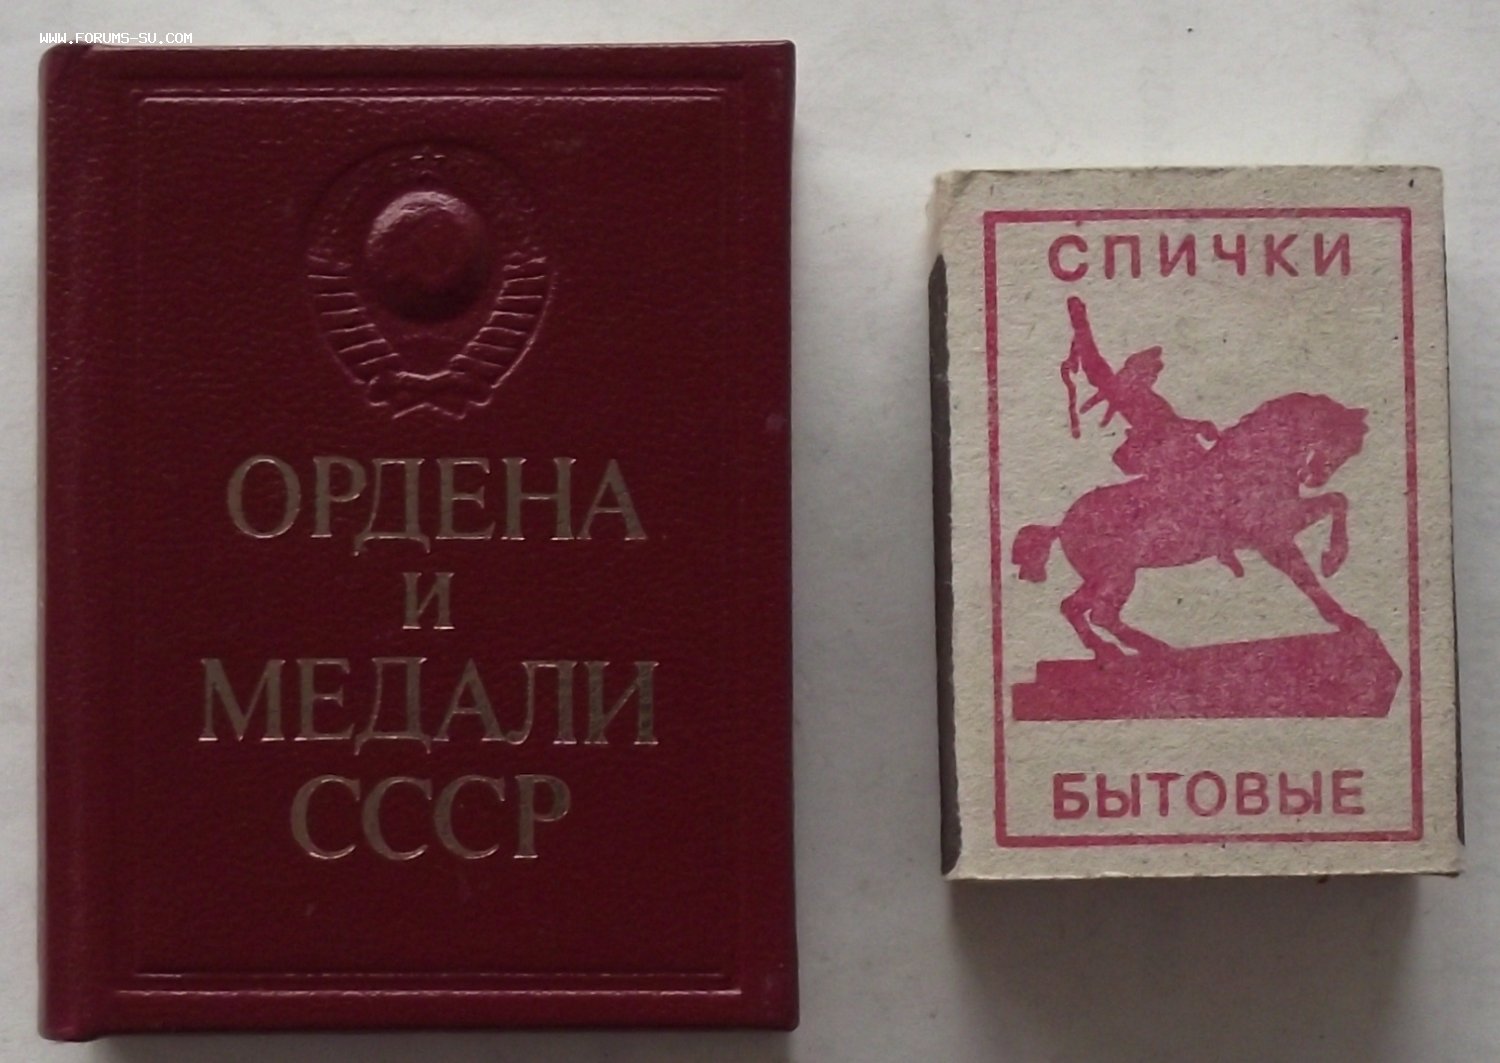 WWW.FORUMS-SU.COM
ОРДЕНА
И
МЕДАЛИ
СССР
СПИЧКИ
БЫТОВЫЕ